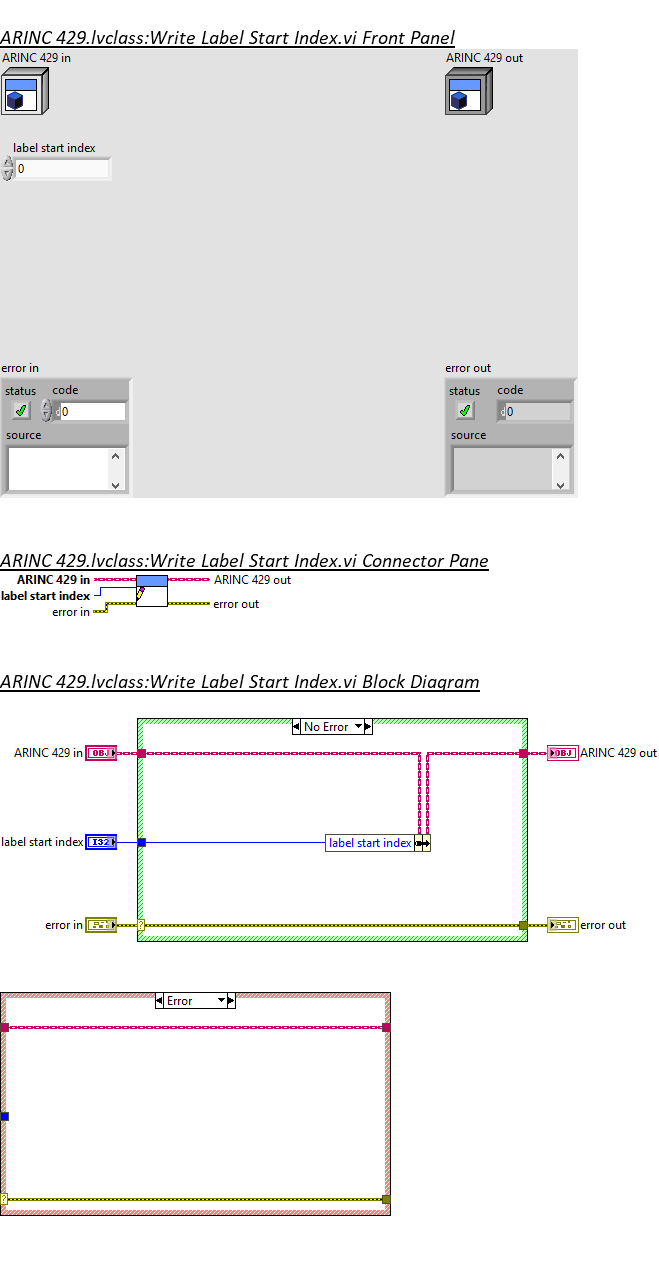 ARINC 429.lvclass:Write Label Start Index.vi Front Panel
ARINC 429 in
ARINC 429 out
label start index
0
error in
error out
status code
status code
d 0
d 0
source
source
ARINC 429.lvclass:Write Label Start Index.vi Connector Pane
ARINC 429 in
ARINC 429 out
label start index
error in
error out
ARINC 429.lvclass:Write Label Start Index.vi Block Diagram
No Error
ARINC 429 in
OBJ
OBJ
ARINC 429 out
label start index
I32
label start index
error in
?
error out
Error
?